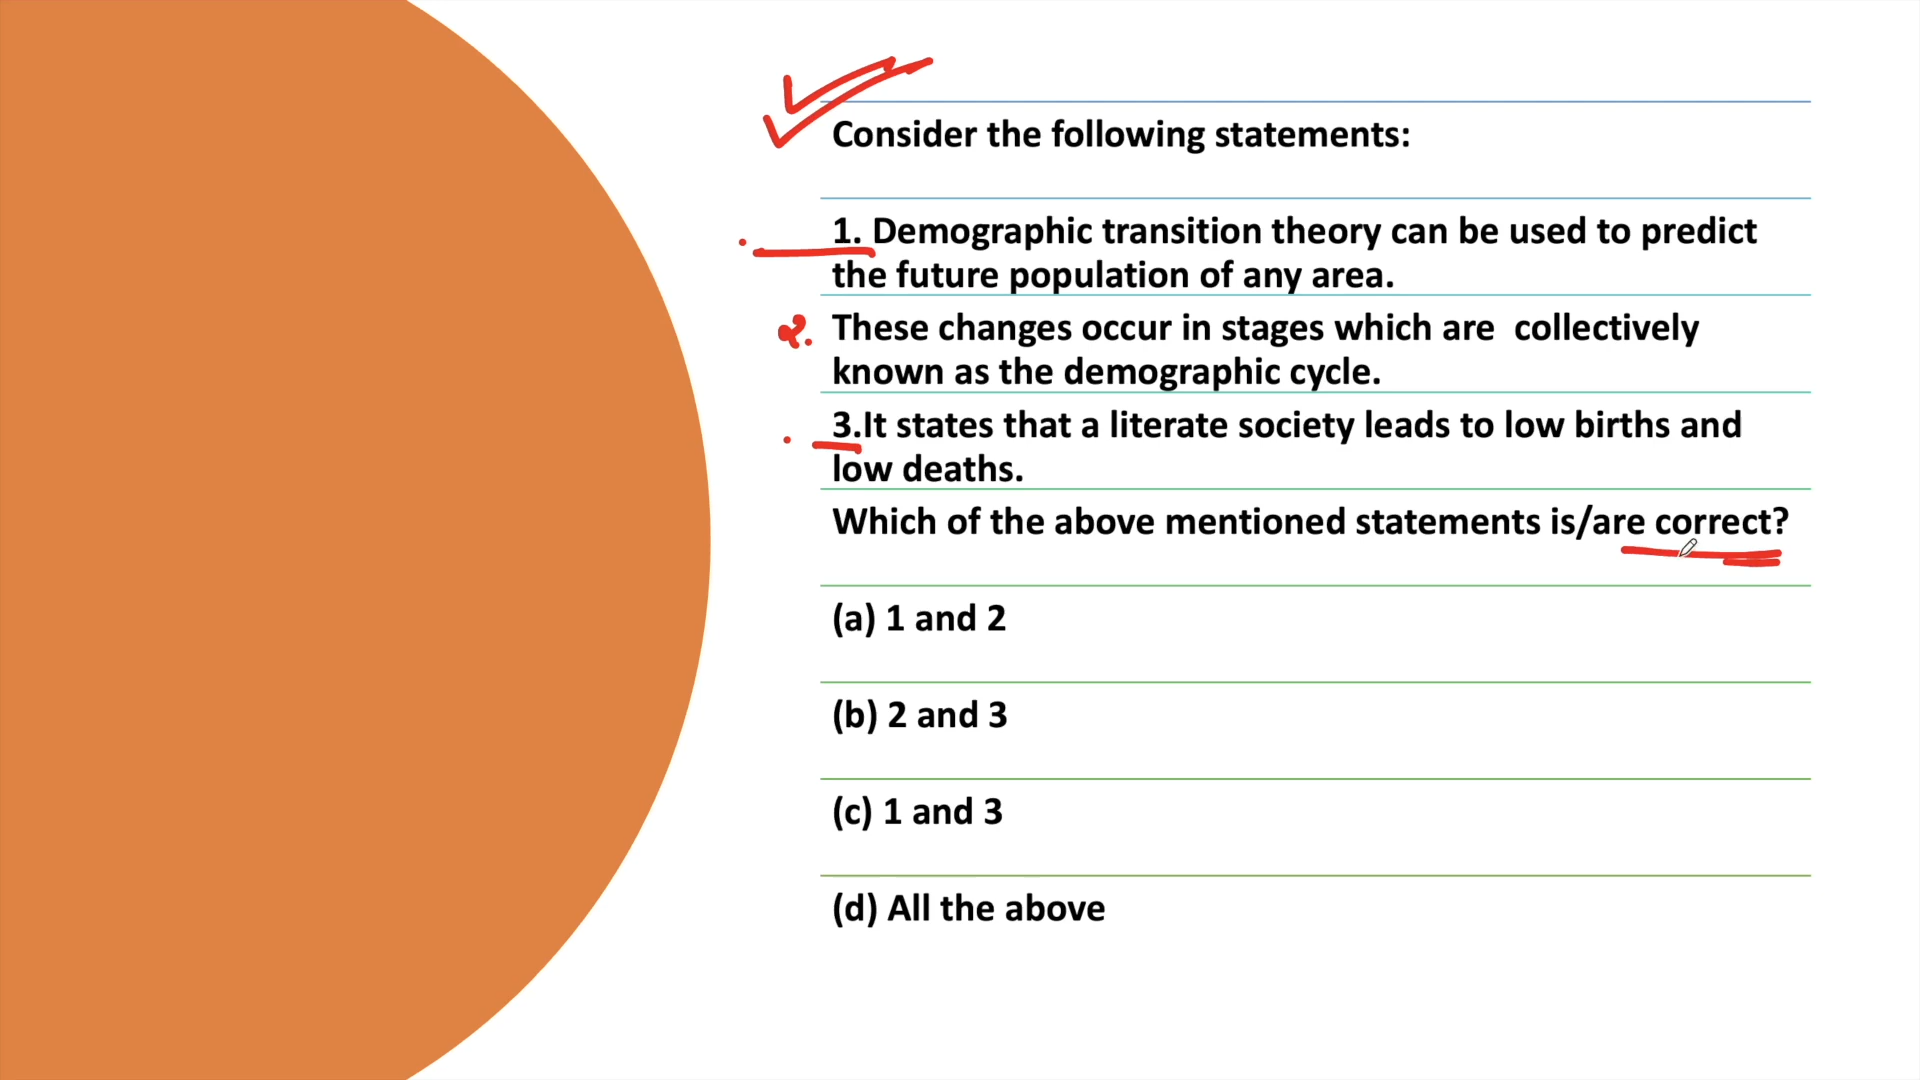 Consider the following statements:
1. Demographic transition theory can be used to predict
the future population of any area.
2. These changes occur in stages which are collectively
known as the demographic cycle.
3.It states that a literate society leads to low births and
low deaths.
Which of the above mentioned statements is/are correct?
(a) 1 and 2
(b) 2 and 3
(c) 1 and 3
(d) All the above